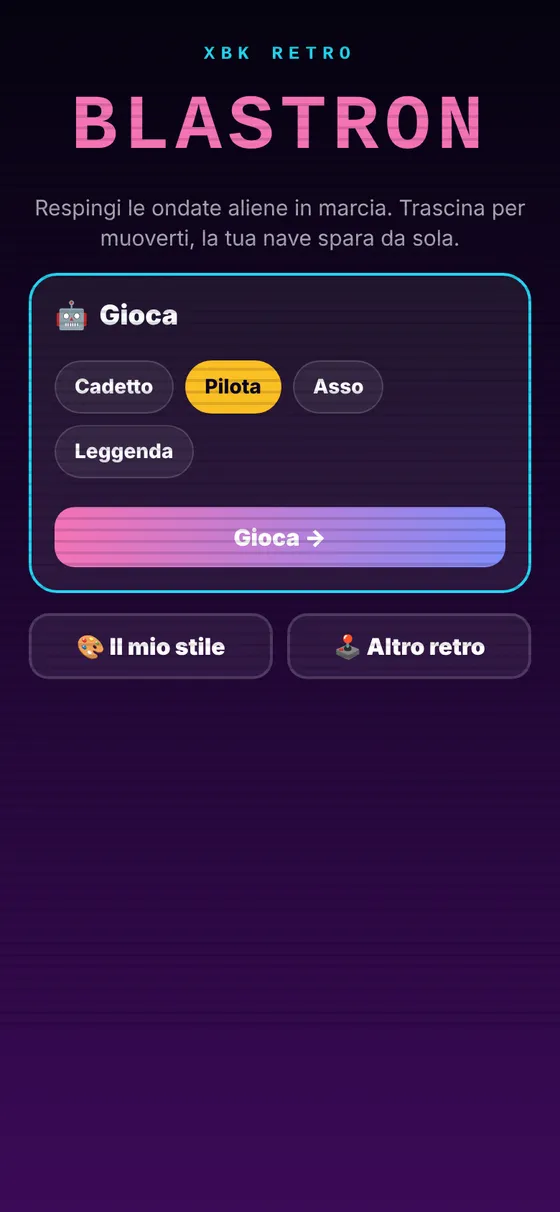 XBK RETRO
BLASTRON
Respingi le ondate aliene in marcia. Trascina per
muoverti, la tua nave spara da sola.
🤖 Gioca
Cadetto Pilota Asso
Leggenda
Gioca →
🎨 Il mio stile 🕹️ Altro retro